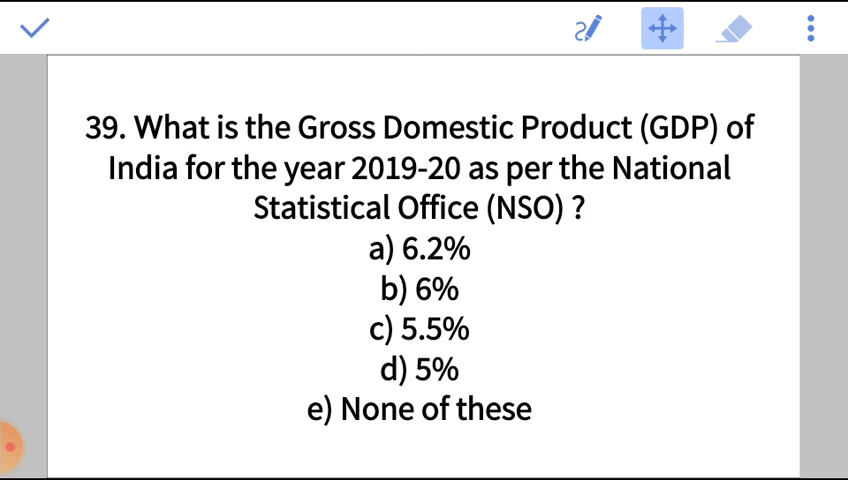 39. What is the Gross Domestic Product (GDP) of
India for the year 2019-20 as per the National
Statistical Office (NSO) ?
a) 6.2%
b) 6%
c) 5.5%
d) 5%
e) None of these